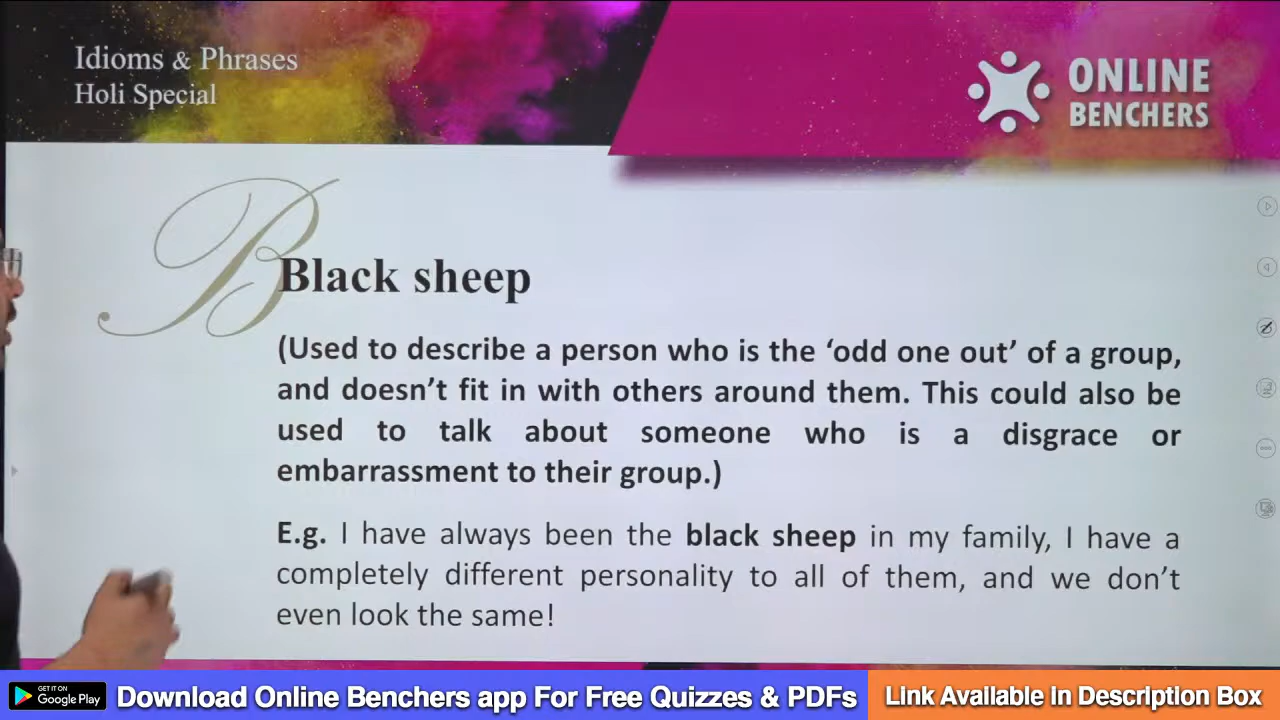 Idioms & Phrases
Holi Special
ONLINE
BENCHERS
B
Black sheep
(Used to describe a person who is the ‘odd one out’ of a group,
and doesn’t fit in with others around them. This could also be
used to talk about someone who is a disgrace or
embarrassment to their group.)
E.g. I have always been the black sheep in my family, I have a
completely different personality to all of them, and we don’t
even look the same!
GET IT ON
Google Play
Download Online Benchers app For Free Quizzes & PDFs
Link Available In Description Box